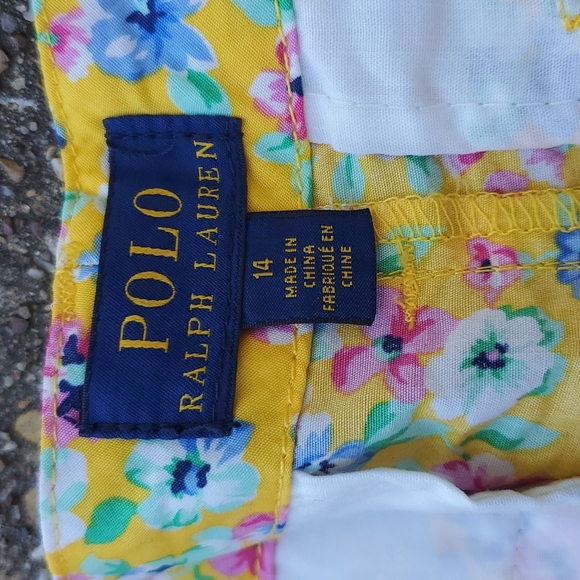 POLO
RALPH LAUREN
14
MADE IN
CHINA
FABRIQUÉ EN
CHINE